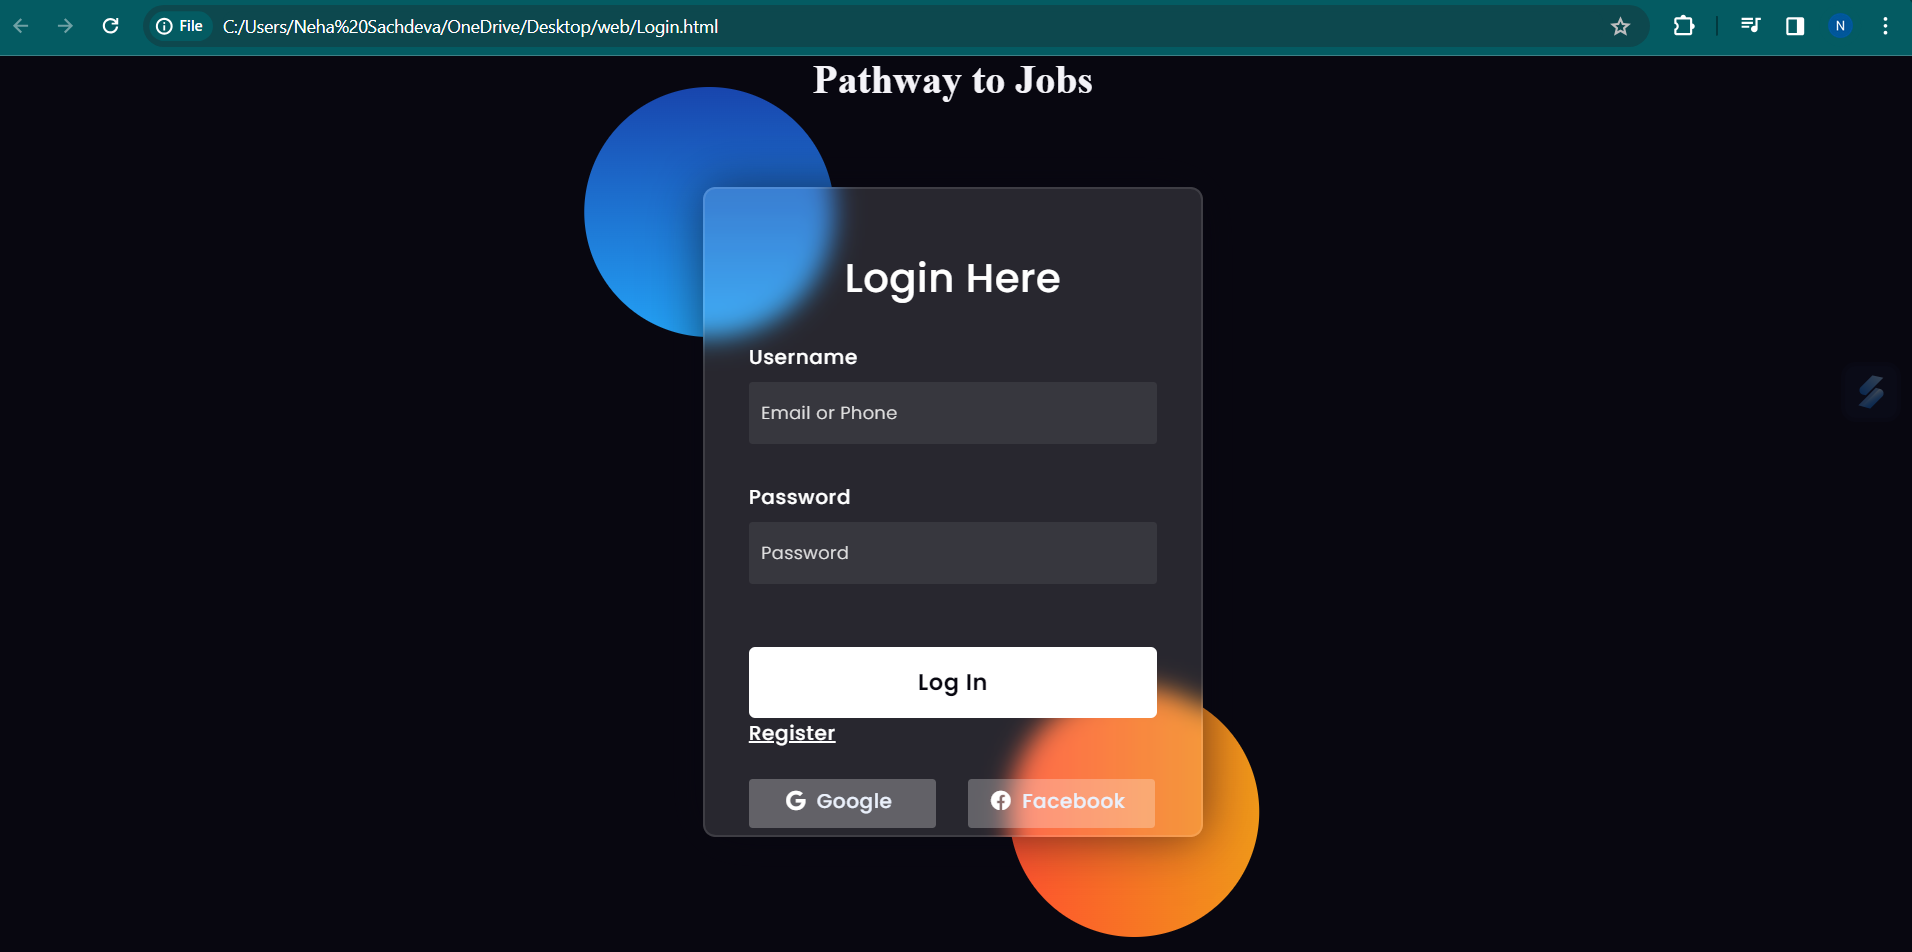 File C:/Users/Neha%20Sachdeva/OneDrive/Desktop/web/Login.html N
Pathway to Jobs
Login Here
Username
Email or Phone
Password
Password
Log In
Register
Google Facebook